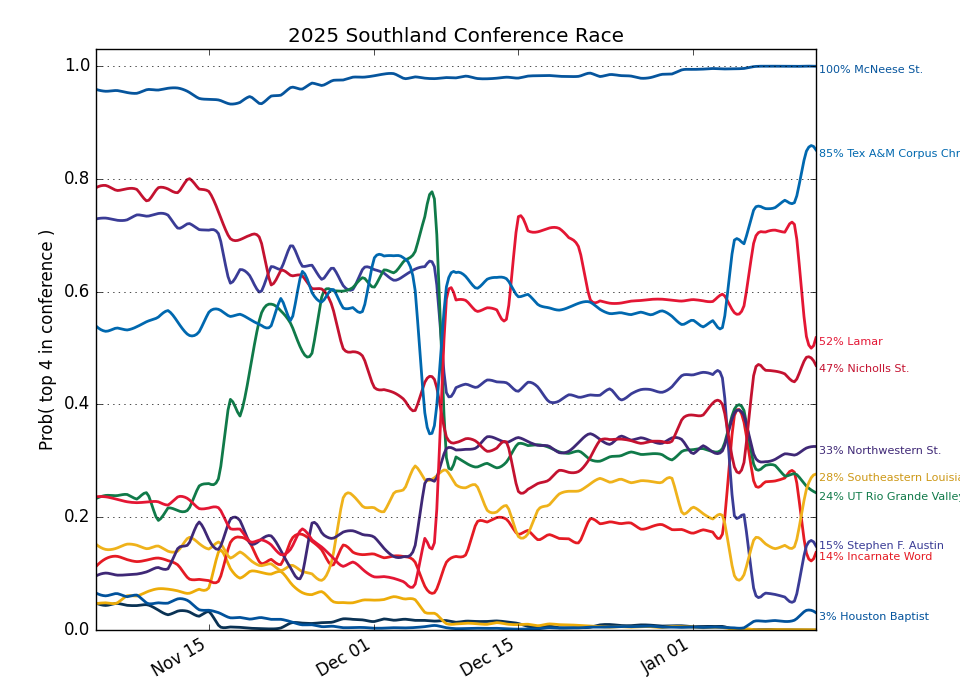 2025 Southland Conference Race
Prob( top 4 in conference )
1.0
0.8
0.6
0.4
0.2
0.0
Nov 15
Dec 01
Dec 15
Jan 01
100% McNeese St.
85% Tex A&M Corpus Chr
52% Lamar
47% Nicholls St.
33% Northwestern St.
28% Southeastern Louisia
24% UT Rio Grande Valley
15% Stephen F. Austin
14% Incarnate Word
3% Houston Baptist